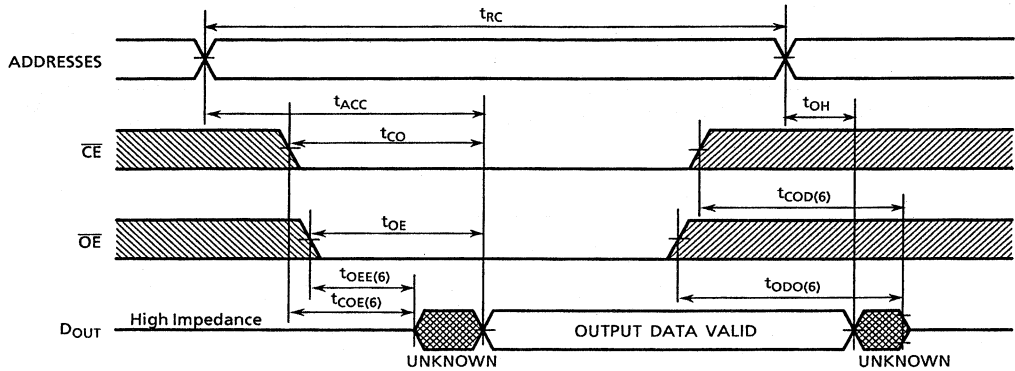 tRC
ADDRESSES
tACC
tOH
tCO
CE
tCOD(6)
tOE
OE
tOEE(6)
tODO(6)
tCOE(6)
High Impedance
DOUT
OUTPUT DATA VALID
UNKNOWN
UNKNOWN